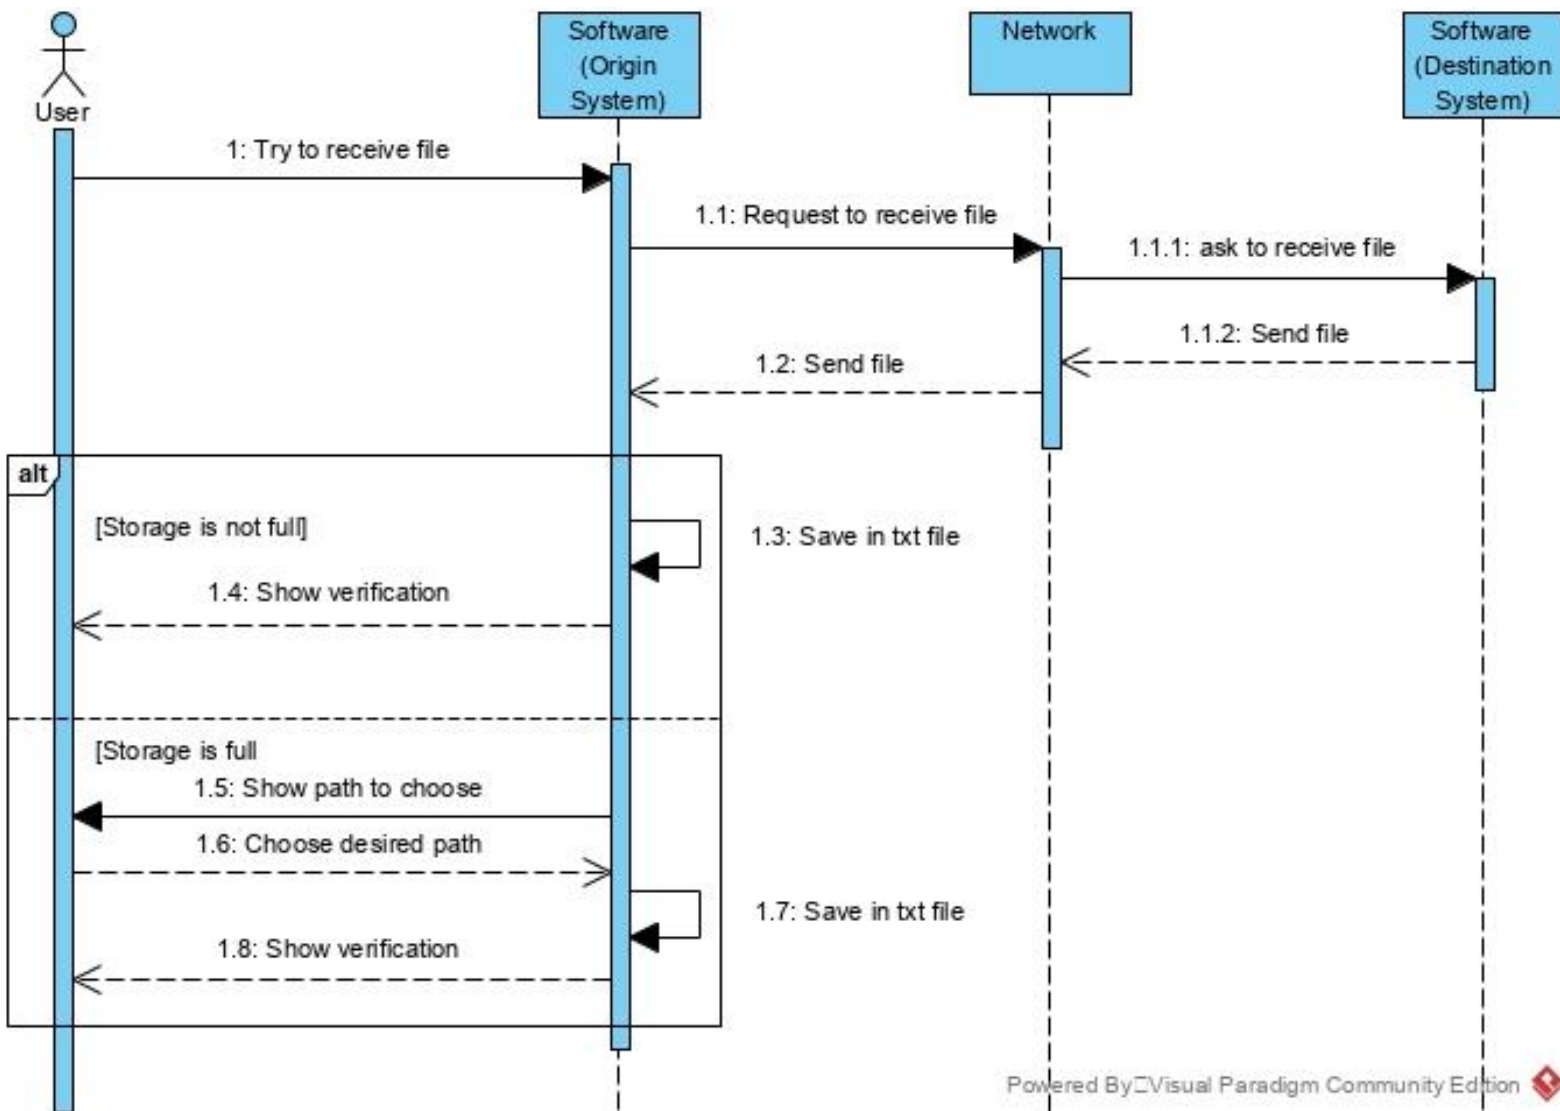 Software
(Origin
System)
Network
Software
(Destination
System)
User
1: Try to receive file
1.1: Request to receive file
1.1.1: ask to receive file
1.1.2: Send file
1.2: Send file
alt
[Storage is not full]
1.3: Save in txt file
1.4: Show verification
[Storage is full
1.5: Show path to choose
1.6: Choose desired path
1.7: Save in txt file
1.8: Show verification
Powered By□Visual Paradigm Community Edition